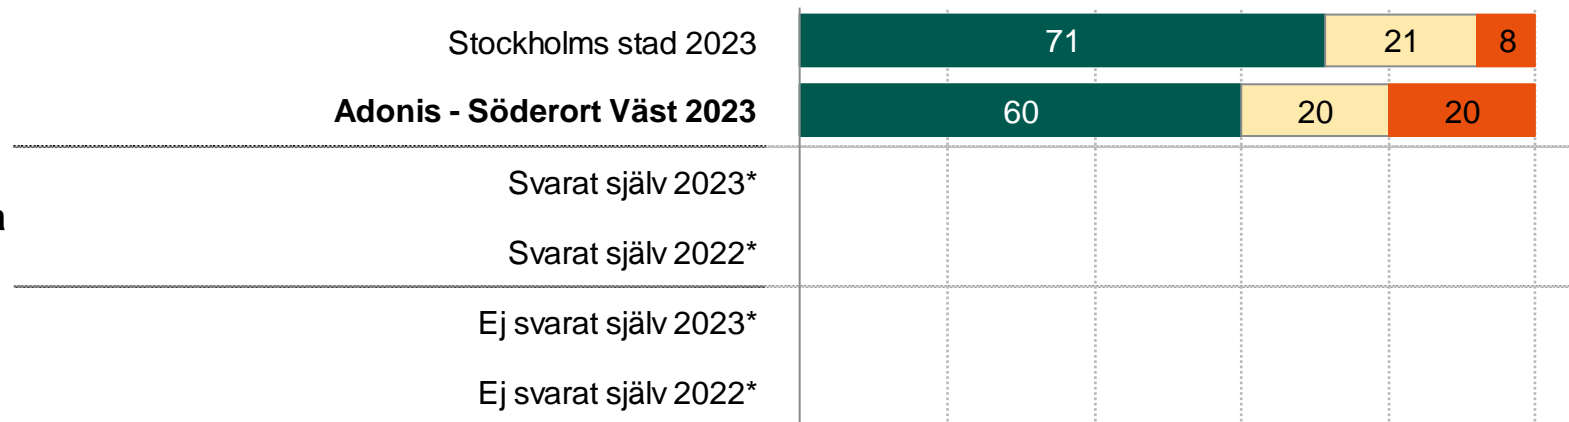 Stockholms stad 2023 71 21 8
Adonis - Söderort Väst 2023 60 20 20
Svarat själv 2023*
Svarat själv 2022*
Ej svarat själv 2023*
Ej svarat själv 2022*